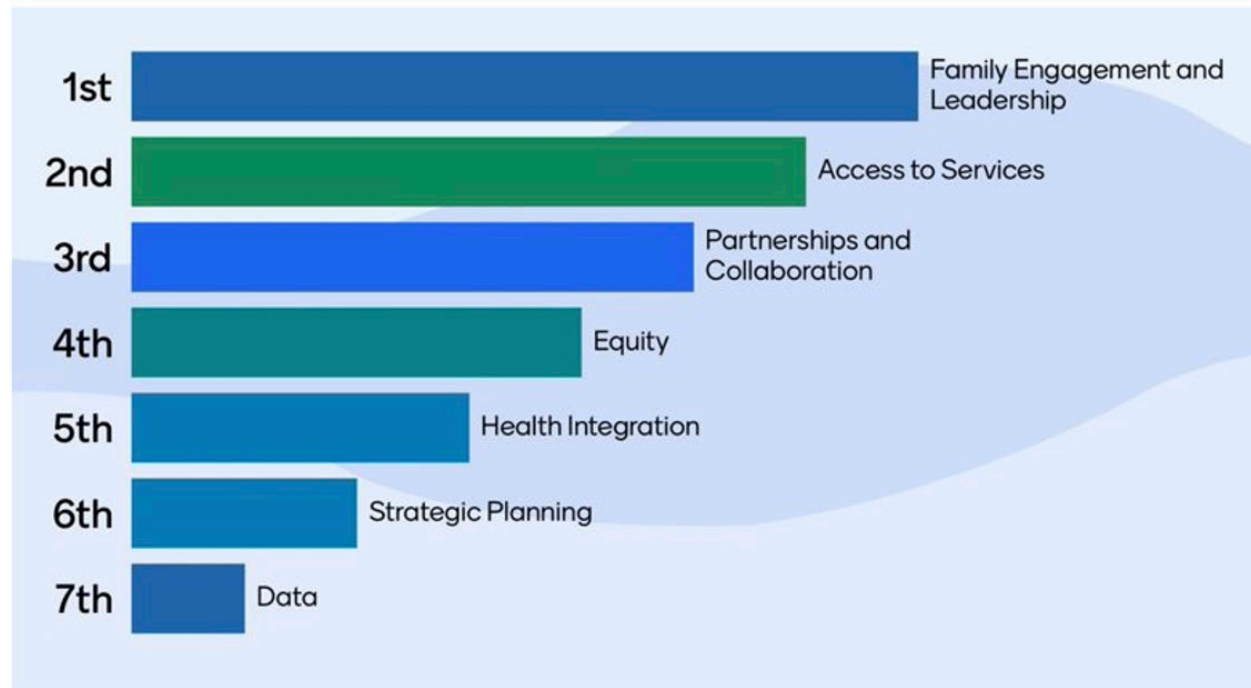 1st
Family Engagement and
Leadership
2nd
Access to Services
3rd
Partnerships and
Collaboration
4th
Equity
5th
Health Integration
6th
Strategic Planning
7th
Data